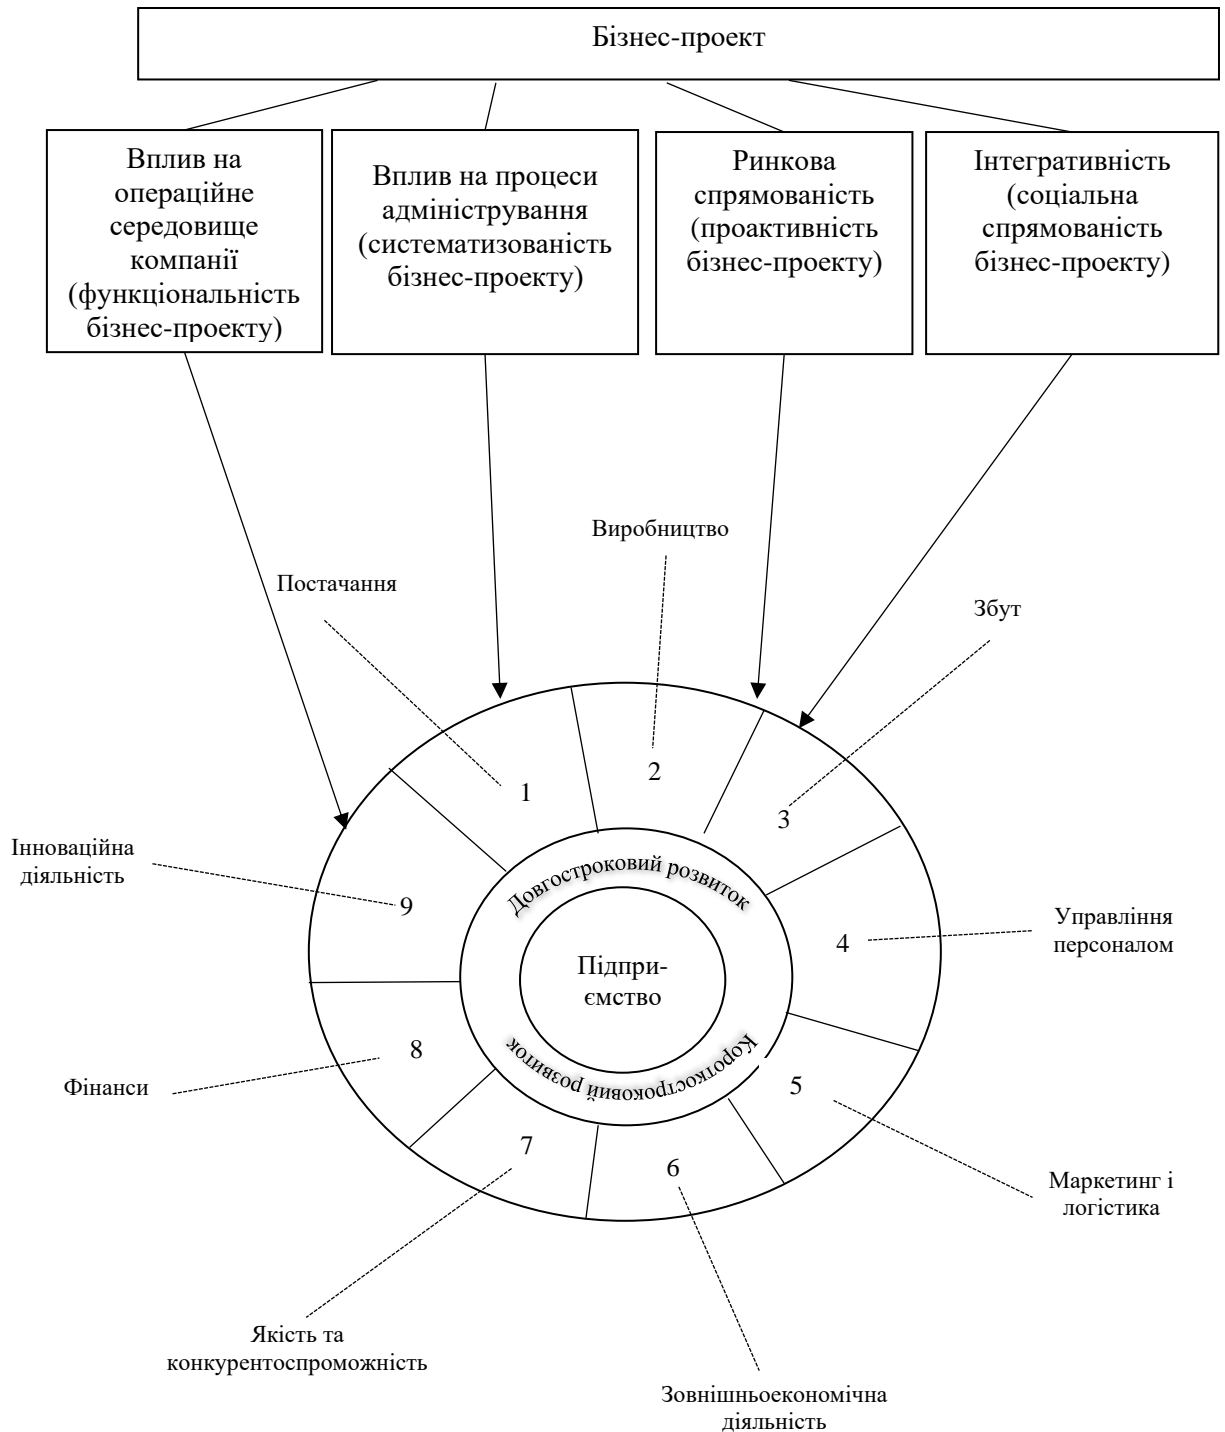 Бізнес-проект
Вплив на
операційне
середовище
компанії
(функціональність
бізнес-проекту)
Вплив на процеси
адміністрування
(систематизованість
бізнес-проекту)
Ринкова
спрямованість
(проактивність
бізнес-проекту)
Інтегративність
(соціальна
спрямованість
бізнес-проекту)
Виробництво
Постачання
Збут
2
1
3
Довгостроковий розвиток
Інноваційна
діяльність
9
4
Управління
персоналом
Підпри-
ємство
Короткостроковий розвиток
8
5
Фінанси
7
6
Маркетинг і
логістика
Якість та
конкурентоспроможність
Зовнішньоекономічна
діяльність